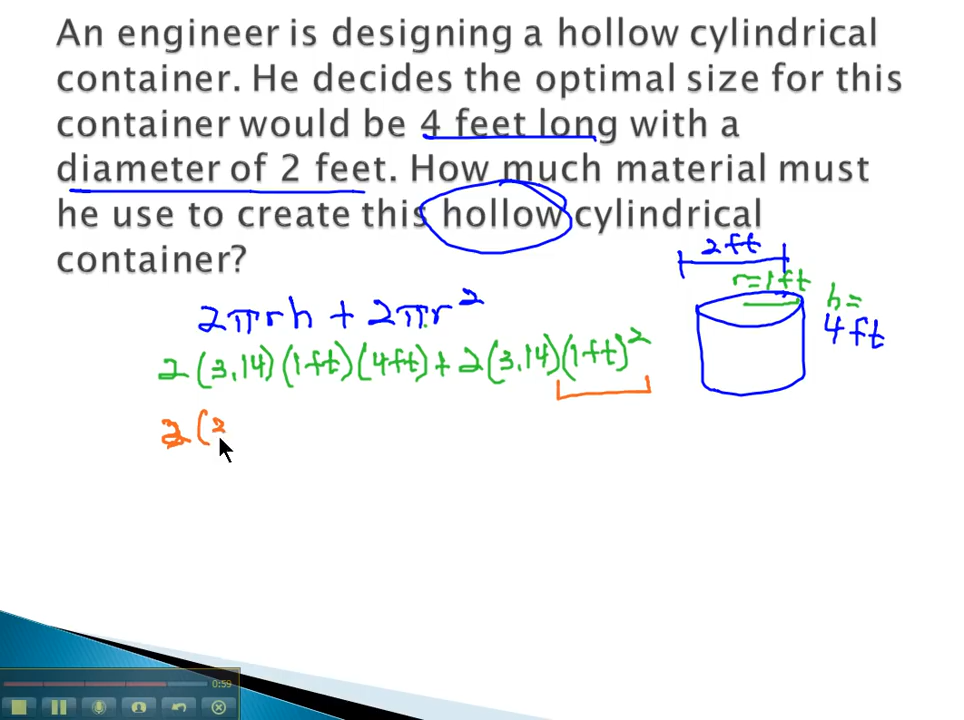 An engineer is designing a hollow cylindrical
container. He decides the optimal size for this
container would be 4 feet long with a
diameter of 2 feet. How much material must
he use to create this hollow cylindrical
container?
2ft
r=1ft
h=
4ft
2πrh + 2πr²
2(3.14)(1ft)(4ft)+2(3.14)(1ft)²
0:59